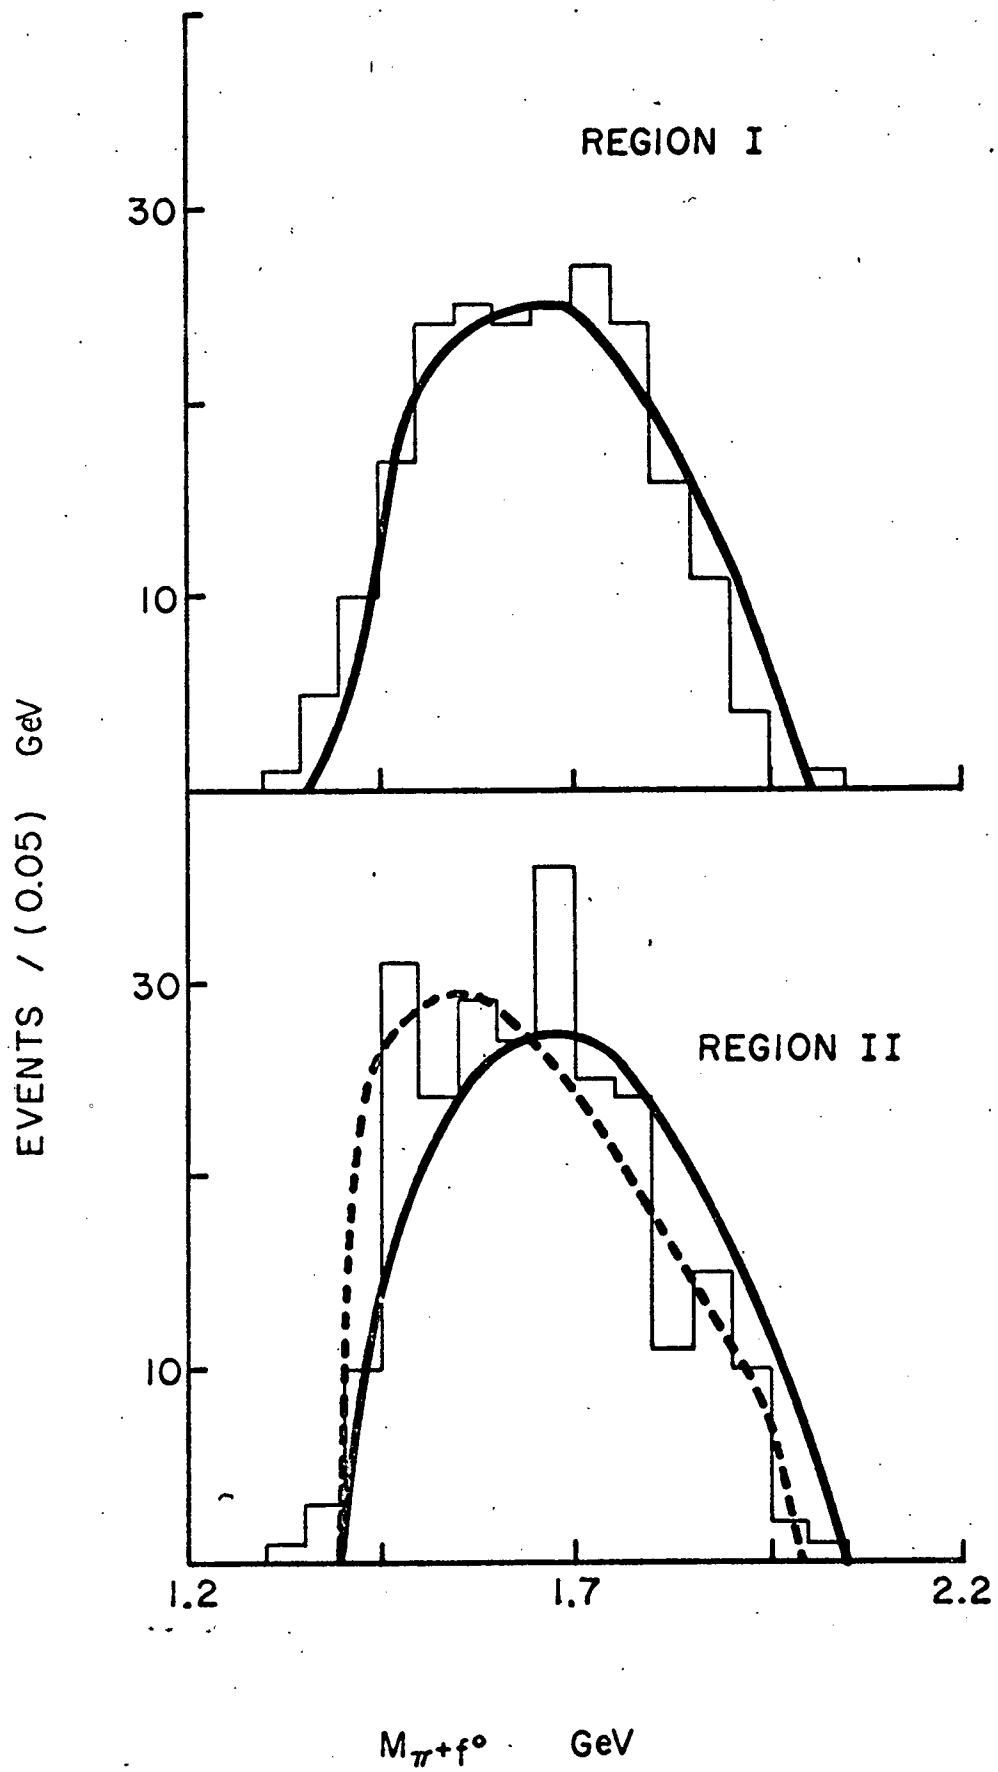 REGION I
30
10
EVENTS / (0.05) GeV
30
REGION II
10
1.2 1.7 2.2
Mπ+f° GeV